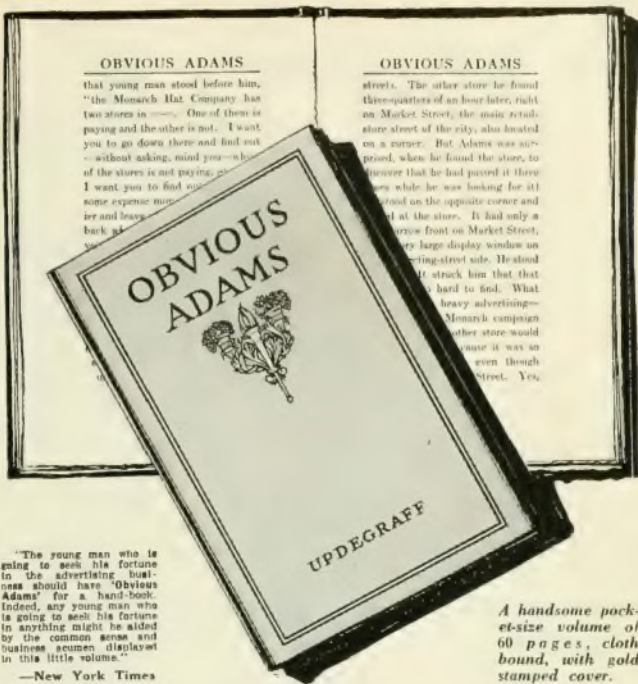 OBVIOUS ADAMS
that young man stood before him,
"the Monarch Hat Company has
two stores in ——. One of them is
paying and the other is not. I want
you to go down there and find out
—without asking, mind you—
of the stores is not paying,
I want you to find
some expense
ier and leave
back
OBVIOUS ADAMS
streets. The other store he found
three-quarters of an hour later, right
on Market Street, the main retail-
store street of the city, also located
on a corner. But Adams was sur-
prised, when he found the store, to
discover that he had passed it three
while he was looking for it!
stood on the opposite corner and
at the store. It had only a
narrow front on Market Street,
very large display window on
street side. He stood
It struck him that that
hard to find. What
heavy advertising—
Monarch campaign
other store would
cause it was so
even though
Street. Yes,
OBVIOUS
ADAMS
UPDEGRAFF
"The young man who is
going to seek his fortune
in the advertising busi-
ness should have 'Obvious
Adams' for a hand-book.
Indeed, any young man who
is going to seek his fortune
in anything might be aided
by the common sense and
business acumen displayed
in this little volume."
—New York Times
A handsome pock-
et-size volume of
60 pages, cloth
bound, with gold
stamped cover.